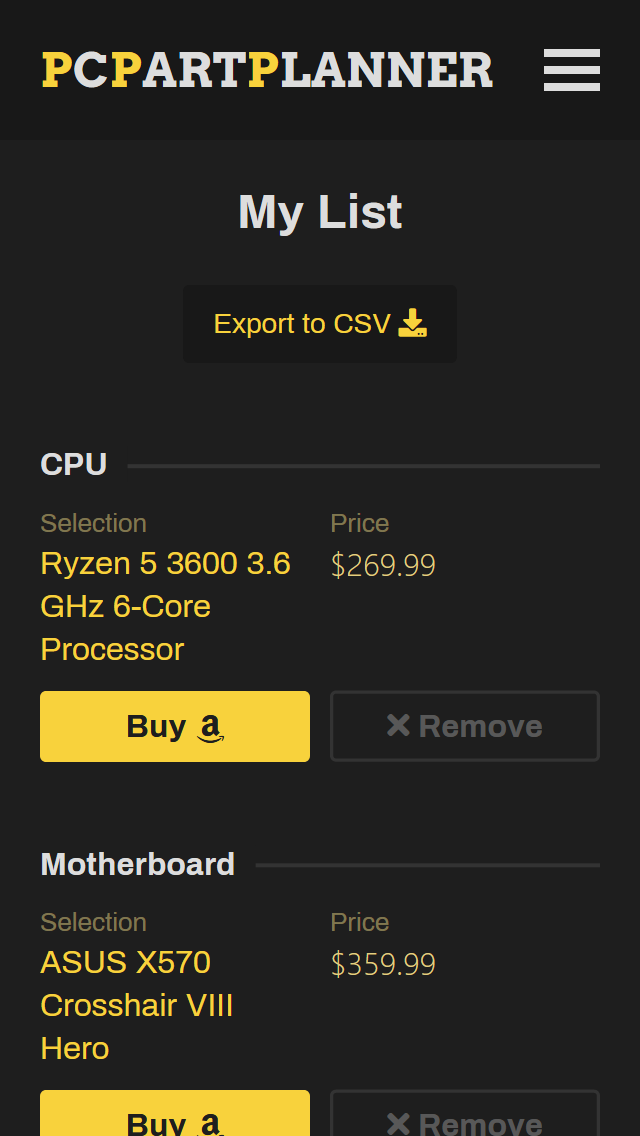 PCPARTPLANNER
My List
Export to CSV
CPU
Selection
Price
Ryzen 5 3600 3.6
GHz 6-Core
Processor
$269.99
Buy
Remove
Motherboard
Selection
Price
ASUS X570
Crosshair VIII
Hero
$359.99
Buy
Remove